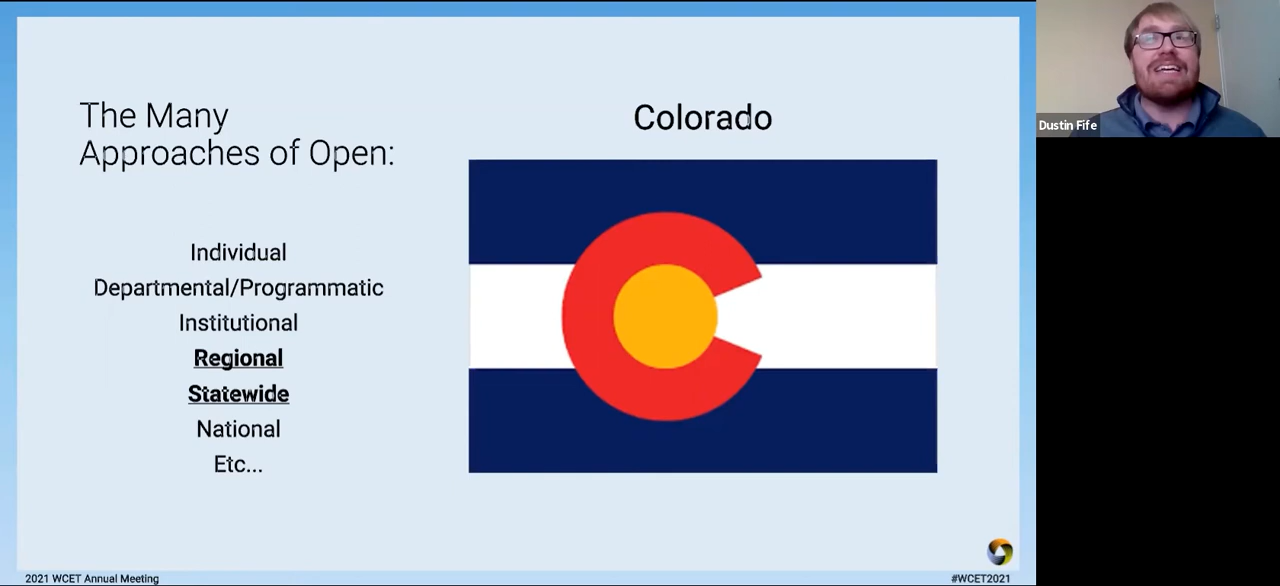 The Many
Approaches of Open:
Colorado
Individual
Departmental/Programmatic
Institutional
Regional
Statewide
National
Etc...
Dustin Fife
2021 WCET Annual Meeting
#WCET2021